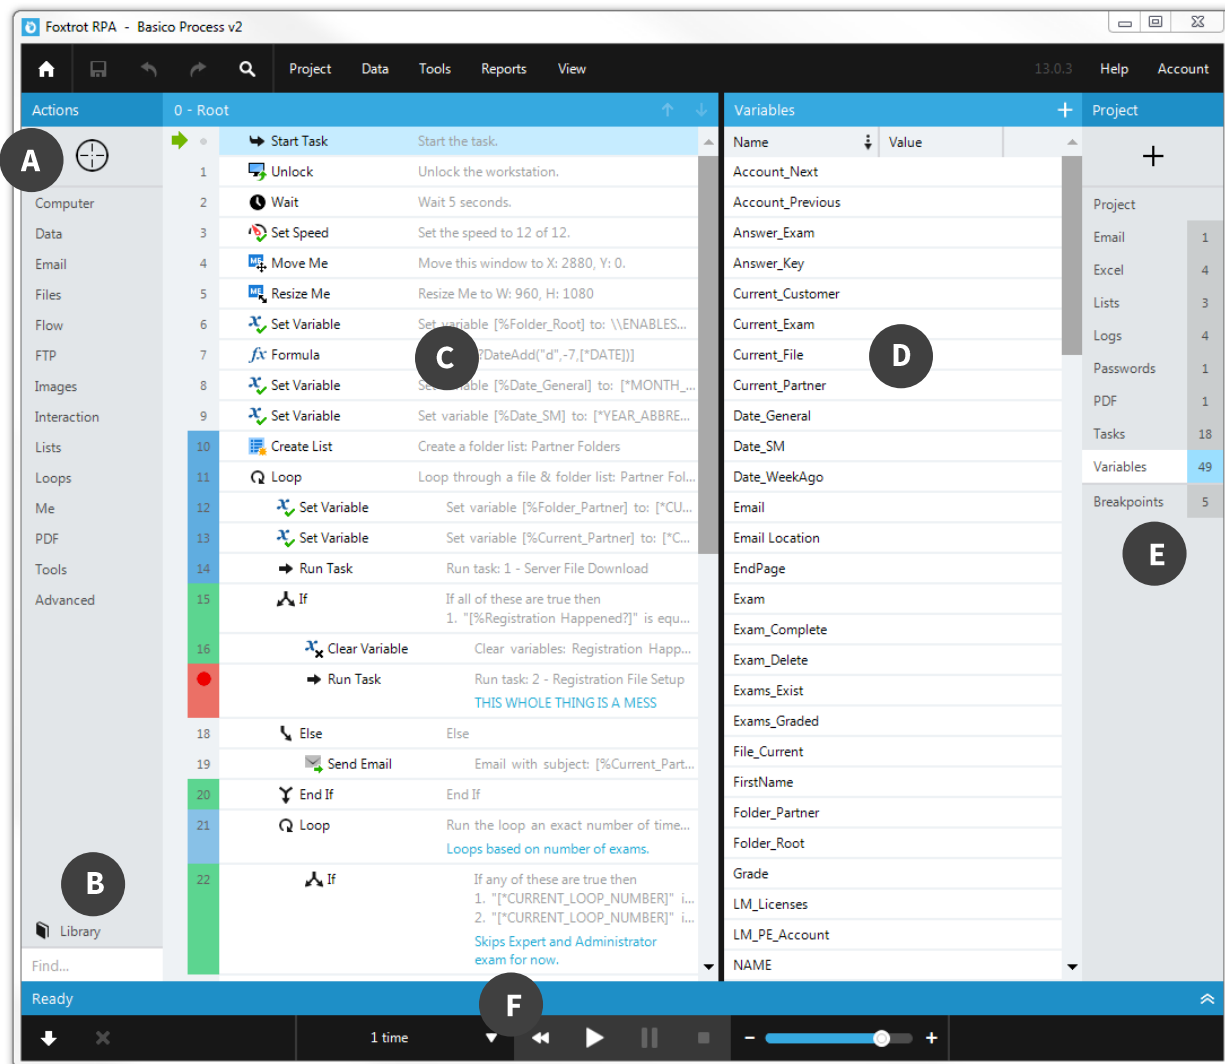 Foxtrot RPA - Basico Process v2
Project Data Tools Reports View 13.0.3 Help Account
Actions
A
Computer
Data
Email
Files
Flow
FTP
Images
Interaction
Lists
Loops
Me
PDF
Tools
Advanced
B
Library
Find...
0 - Root
Start Task Start the task.
1 Unlock Unlock the workstation.
2 Wait Wait 5 seconds.
3 Set Speed Set the speed to 12 of 12.
4 Move Me Move this window to X: 2880, Y: 0.
5 Resize Me Resize Me to W: 960, H: 1080
6 Set Variable Set variable [%Folder_Root] to: \\ENABLES...
7 Formula ?DateAdd("d",-7,[*DATE])]
C
8 Set Variable Set variable [%Date_General] to: [*MONTH_...
9 Set Variable Set variable [%Date_SM] to: [*YEAR_ABBRE...
10 Create List Create a folder list: Partner Folders
11 Loop Loop through a file & folder list: Partner Fol...
12 Set Variable Set variable [%Folder_Partner] to: [*CU...
13 Set Variable Set variable [%Current_Partner] to: [*C...
14 Run Task Run task: 1 - Server File Download
15 If If all of these are true then
1. "[%Registration Happened?]" is equ...
16 Clear Variable Clear variables: Registration Happ...
Run Task Run task: 2 - Registration File Setup
THIS WHOLE THING IS A MESS
18 Else Else
19 Send Email Email with subject: [%Current_Part...
20 End If End If
21 Loop Run the loop an exact number of time...
Loops based on number of exams.
22 If If any of these are true then
1. "[*CURRENT_LOOP_NUMBER]" i...
2. "[*CURRENT_LOOP_NUMBER]" i...
Skips Expert and Administrator
exam for now.
Variables
Name Value
Account_Next
Account_Previous
Answer_Exam
Answer_Key
Current_Customer
Current_Exam
Current_File
D
Current_Partner
Date_General
Date_SM
Date_WeekAgo
Email
Email Location
EndPage
Exam
Exam_Complete
Exam_Delete
Exams_Exist
Exams_Graded
File_Current
FirstName
Folder_Partner
Folder_Root
Grade
LM_Licenses
LM_PE_Account
NAME
Project
Project
Email 1
Excel 4
Lists 3
Logs 4
Passwords 1
PDF 1
Tasks 18
Variables 49
Breakpoints 5
E
Ready
F
1 time